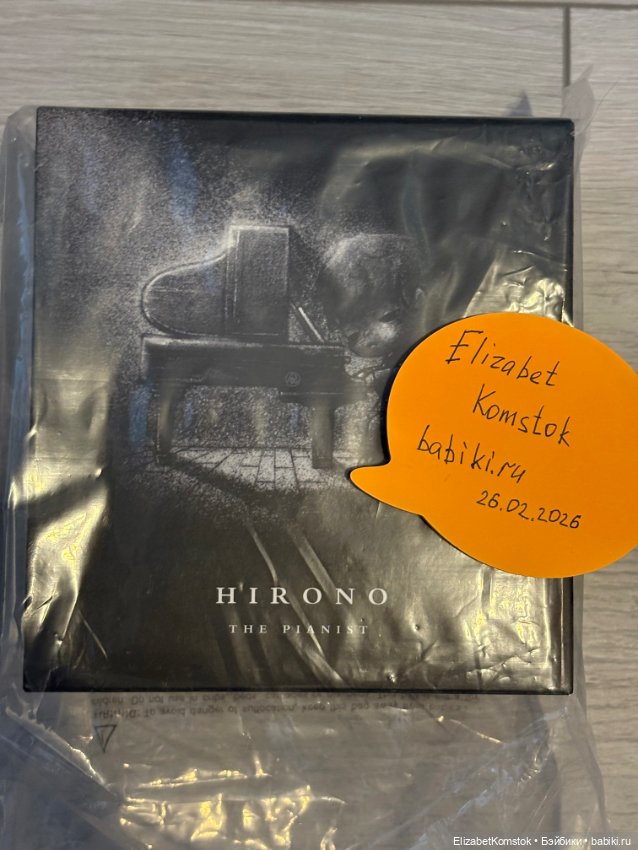 Elizabet
Komstok
babiki.ru
26.02.2026
HIRONO
THE PIANIST
ElizabetKomstok • Бэйбики • babiki.ru